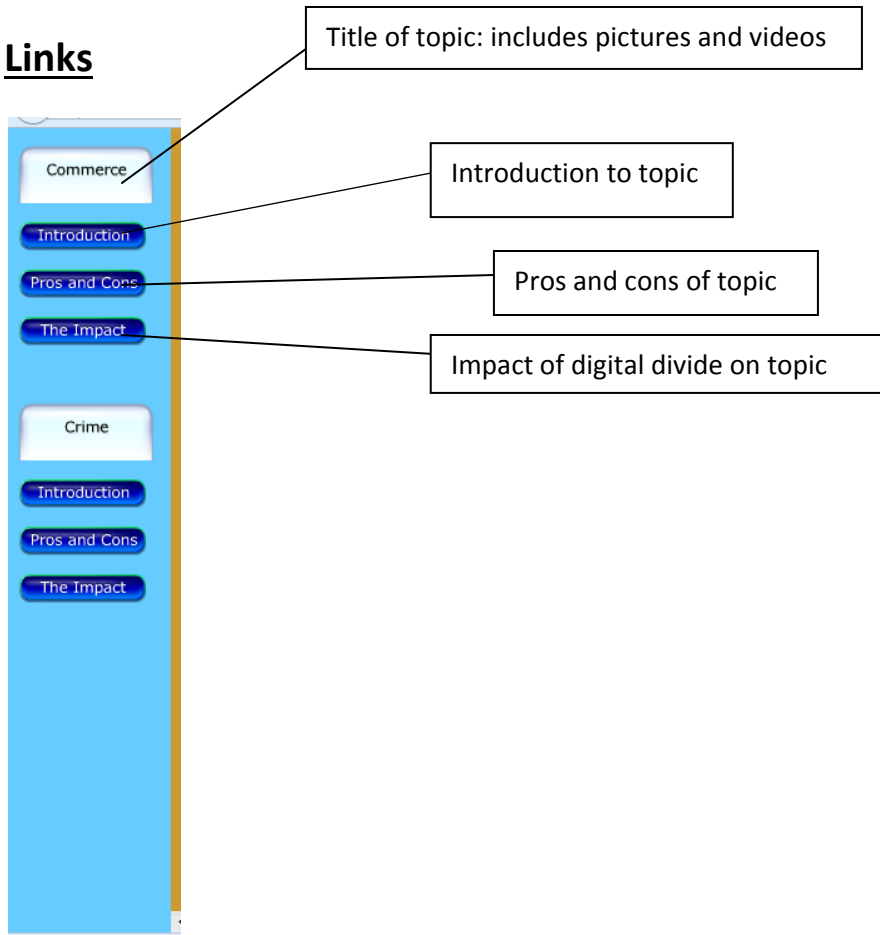 Links
Title of topic: includes pictures and videos
Commerce
Introduction to topic
Introduction
Pros and Cons
Pros and cons of topic
The Impact
Impact of digital divide on topic
Crime
Introduction
Pros and Cons
The Impact